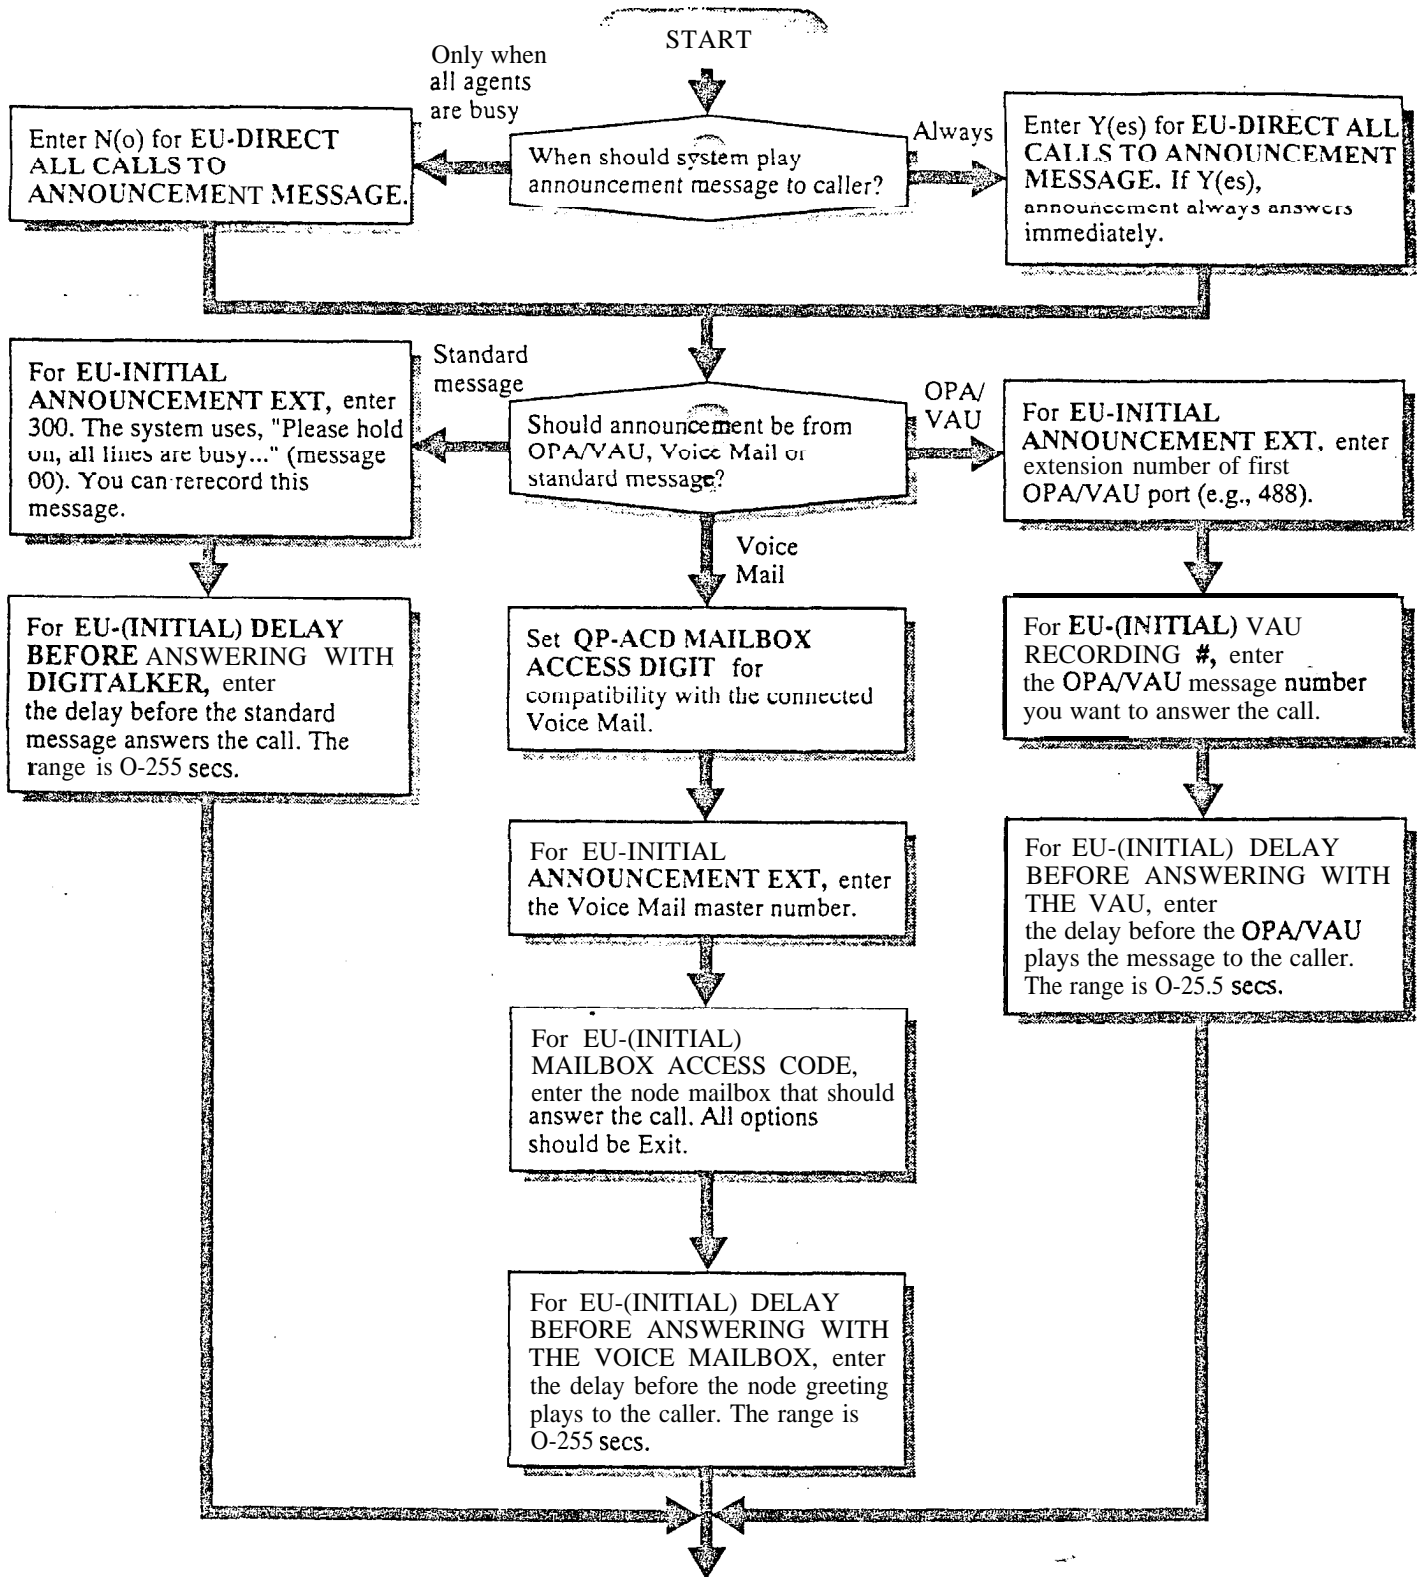 START
Only when
all agents
are busy
Enter N(o) for EU-DIRECT
ALL CALLS TO
ANNOUNCEMENT MESSAGE.
When should system play
announcement message to caller?
Always
Enter Y(es) for EU-DIRECT ALL
CALLS TO ANNOUNCEMENT
MESSAGE. If Y(es),
announcement always answers
immediately.
For EU-INITIAL
ANNOUNCEMENT EXT, enter
300. The system uses, "Please hold
on, all lines are busy..." (message
00). You can rerecord this
message.
Standard
message
Should announcement be from
OPA/VAU, Voice Mail or
standard message?
OPA/
VAU
For EU-INITIAL
ANNOUNCEMENT EXT, enter
extension number of first
OPA/VAU port (e.g., 488).
Voice
Mail
For EU-(INITIAL) DELAY
BEFORE ANSWERING WITH
DIGITALKER, enter
the delay before the standard
message answers the call. The
range is O-255 secs.
Set QP-ACD MAILBOX
ACCESS DIGIT for
compatibility with the connected
Voice Mail.
For EU-(INITIAL) VAU
RECORDING #, enter
the OPA/VAU message number
you want to answer the call.
For EU-INITIAL
ANNOUNCEMENT EXT, enter
the Voice Mail master number.
For EU-(INITIAL) DELAY
BEFORE ANSWERING WITH
THE VAU, enter
the delay before the OPA/VAU
plays the message to the caller.
The range is O-25.5 secs.
For EU-(INITIAL)
MAILBOX ACCESS CODE,
enter the node mailbox that should
answer the call. All options
should be Exit.
For EU-(INITIAL) DELAY
BEFORE ANSWERING WITH
THE VOICE MAILBOX, enter
the delay before the node greeting
plays to the caller. The range is
O-255 secs.